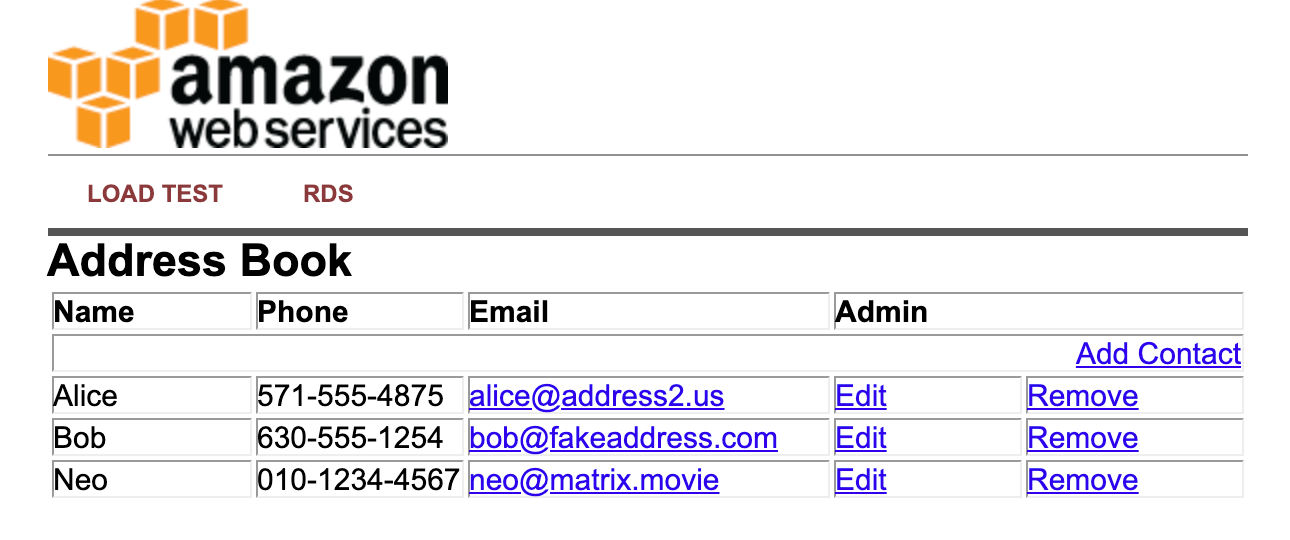 amazon
web services
LOAD TEST RDS
Address Book
Name Phone Email Admin
Add Contact
Alice 571-555-4875 alice@address2.us Edit Remove
Bob 630-555-1254 bob@fakeaddress.com Edit Remove
Neo 010-1234-4567 neo@matrix.movie Edit Remove